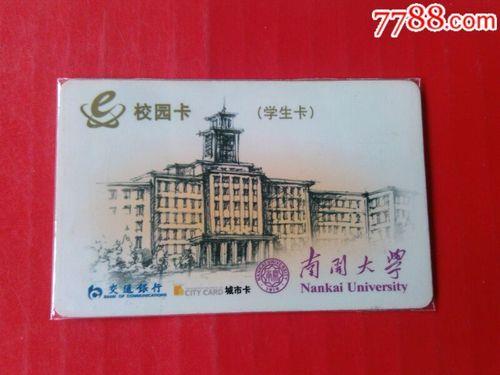 7788.com
校园卡
(学生卡)
交通银行
BANK OF COMMUNICATIONS
CITY CARD 城市卡
南開大學
Nankai University